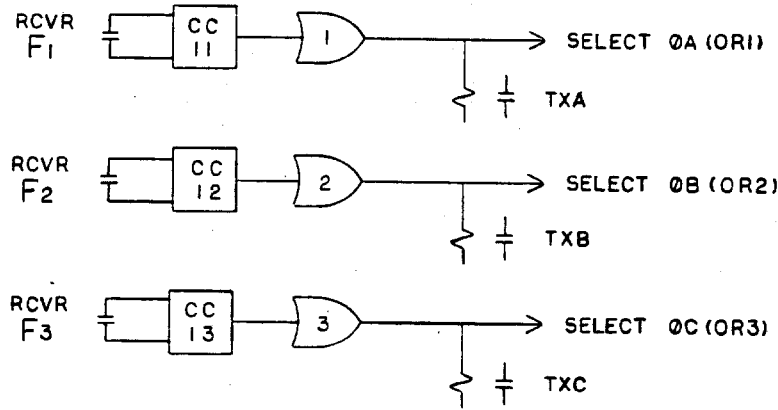 RCVR
F1
CC
11
1
SELECT ØA (OR1)
TXA
RCVR
F2
CC
12
2
SELECT ØB (OR2)
TXB
RCVR
F3
CC
13
3
SELECT ØC (OR3)
TXC